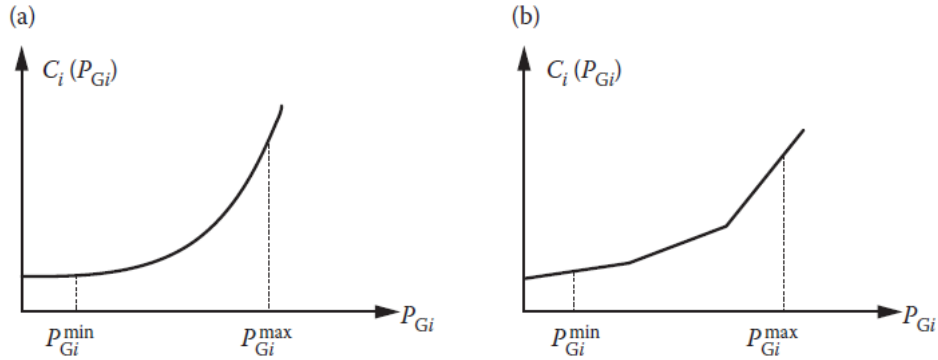 (a)
C_i (P_Gi)
P_Gi^min
P_Gi^max
P_Gi
(b)
C_i (P_Gi)
P_Gi^min
P_Gi^max
P_Gi